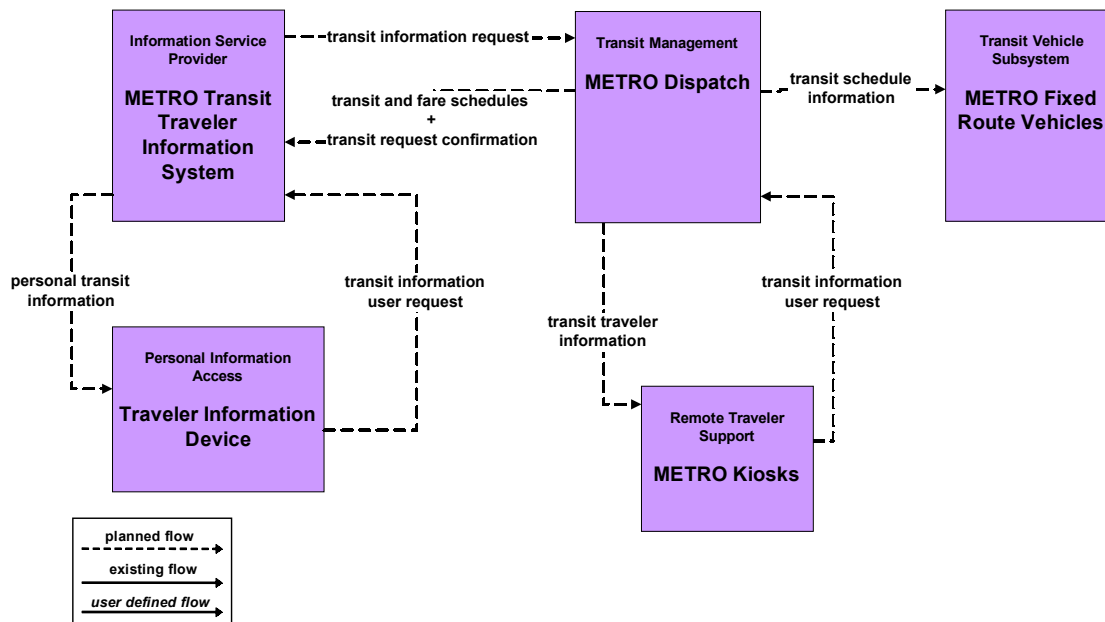 Information Service
Provider
METRO Transit
Traveler
Information
System
transit information request
transit and fare schedules
+
transit request confirmation
Transit Management
METRO Dispatch
transit schedule
information
Transit Vehicle
Subsystem
METRO Fixed
Route Vehicles
personal transit
information
transit information
user request
transit traveler
information
transit information
user request
Personal Information
Access
Traveler Information
Device
Remote Traveler
Support
METRO Kiosks
planned flow
existing flow
user defined flow